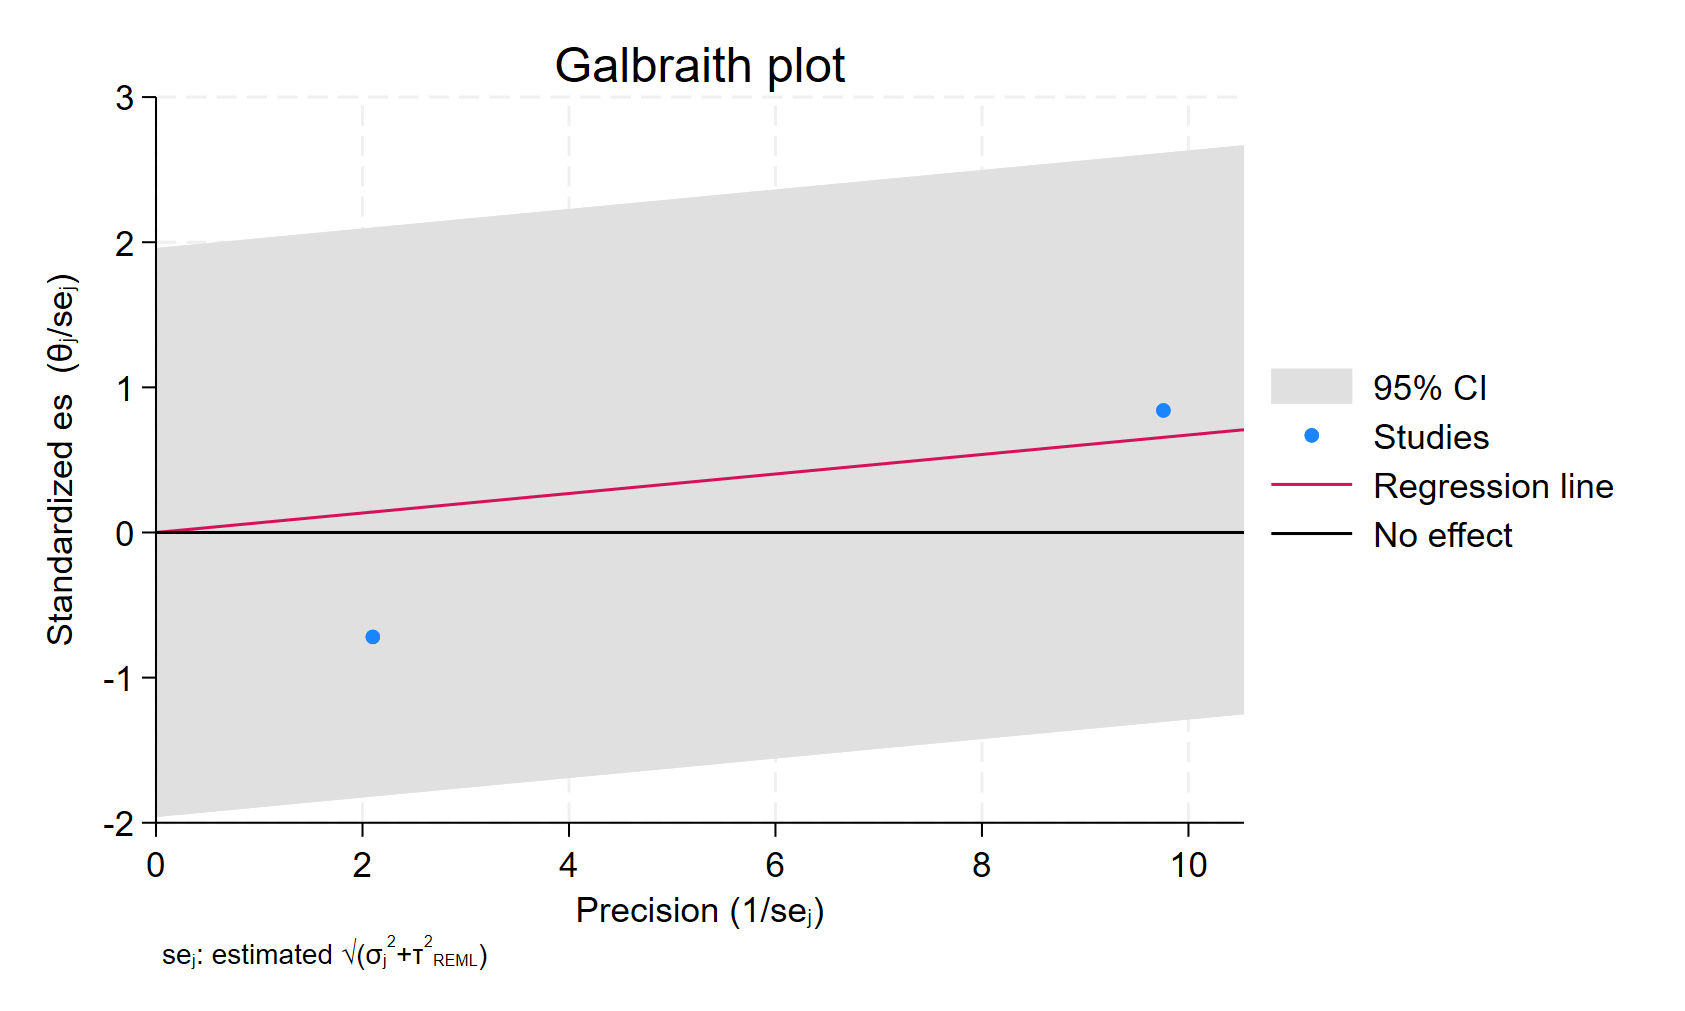 Galbraith plot
3
2
1
0
-1
-2
Standardized es (θⱼ/seⱼ)
0 2 4 6 8 10
Precision (1/seⱼ)
seⱼ: estimated √(σⱼ²+τ²REML)
95% CI
Studies
Regression line
No effect